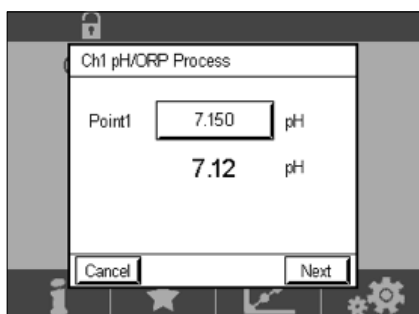 Ch1 pH/ORP Process
Point1 7.150 pH
7.12 pH
Cancel Next